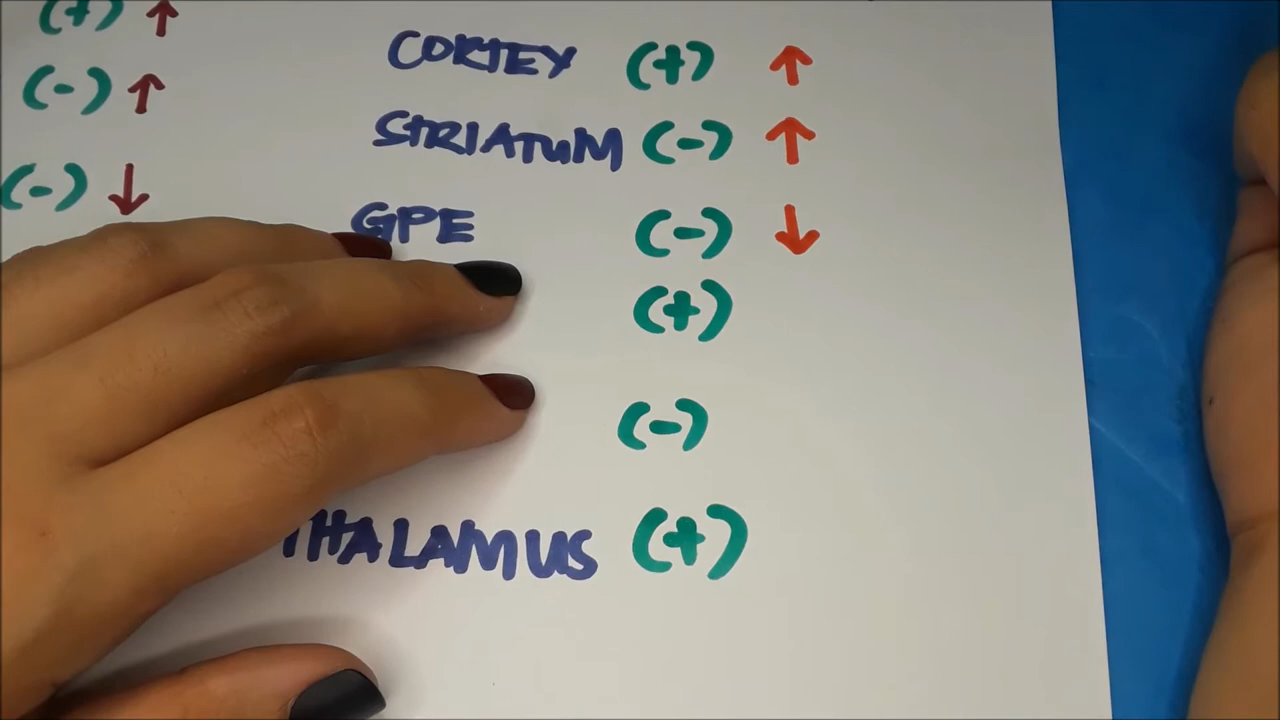 (+) ↑
(-) ↑
(-) ↓
CORTEX (+) ↑
STRIATUM (-) ↑
GPE (-) ↓
(+)
(-)
THALAMUS (+)